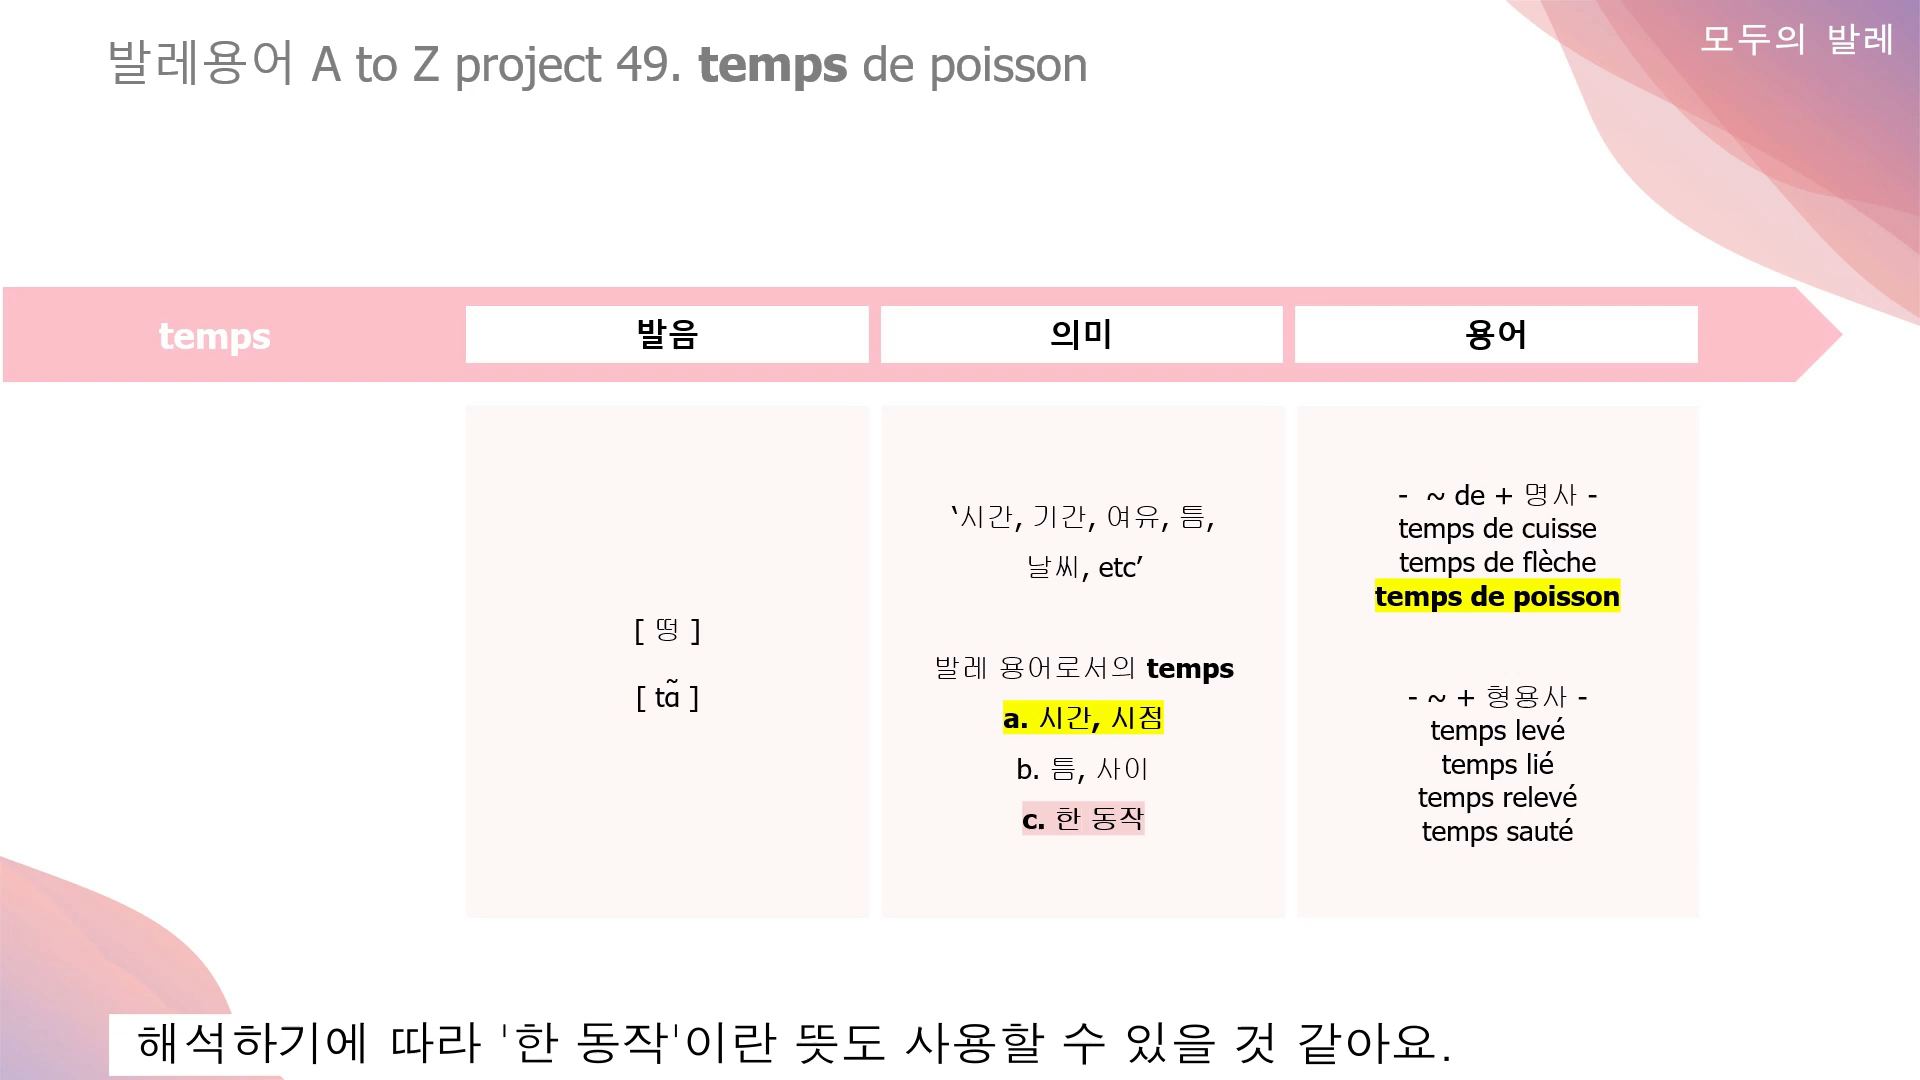 발레용어 A to Z project 49. temps de poisson
모두의 발레
temps
발음
의미
용어
[ 떵 ]
[ tɑ̃ ]
‘시간, 기간, 여유, 틈,
날씨, etc’
발레 용어로서의 temps
a. 시간, 시점
b. 틈, 사이
c. 한 동작
- ~ de + 명사 -
temps de cuisse
temps de flèche
temps de poisson
- ~ + 형용사 -
temps levé
temps lié
temps relevé
temps sauté
해석하기에 따라 '한 동작'이란 뜻도 사용할 수 있을 것 같아요.